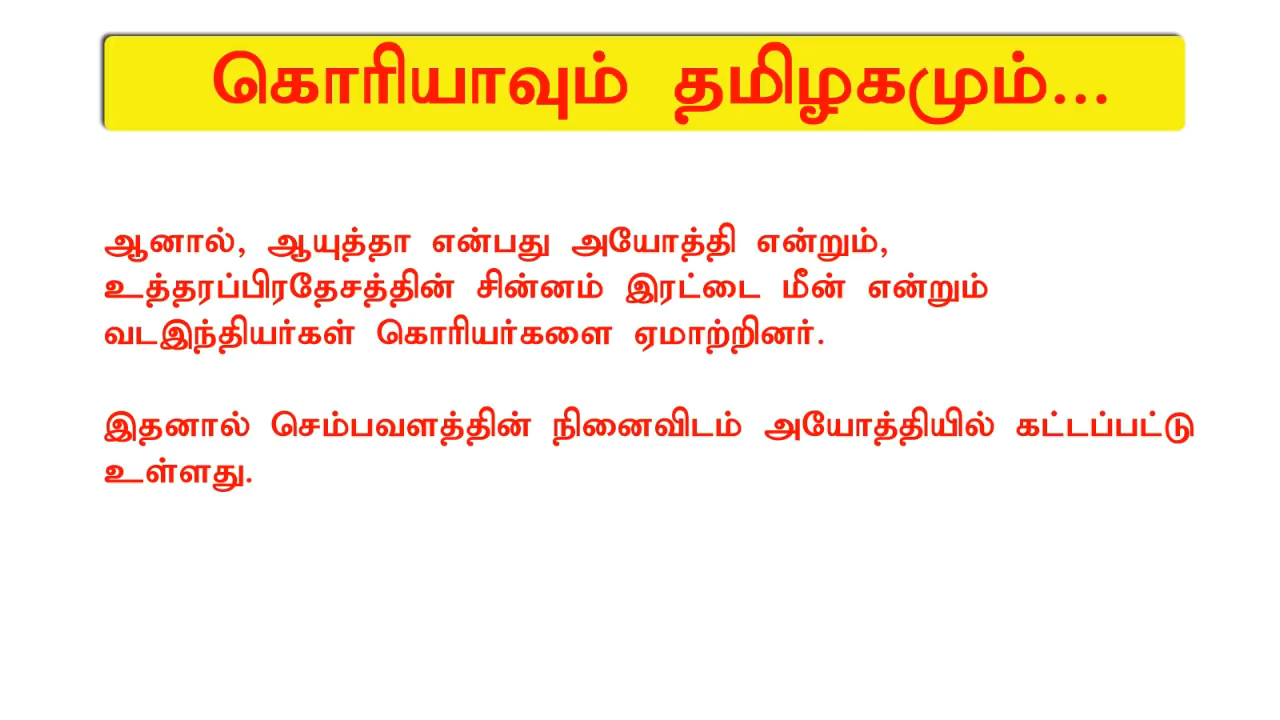 கொரியாவும் தமிழகமும்...
ஆனால், ஆயுத்தா என்பது அயோத்தி என்றும்,
உத்தரப்பிரதேசத்தின் சின்னம் இரட்டை மீன் என்றும்
வடஇந்தியர்கள் கொரியர்களை ஏமாற்றினர்.
இதனால் செம்பவளத்தின் நினைவிடம் அயோத்தியில் கட்டப்பட்டு
உள்ளது.